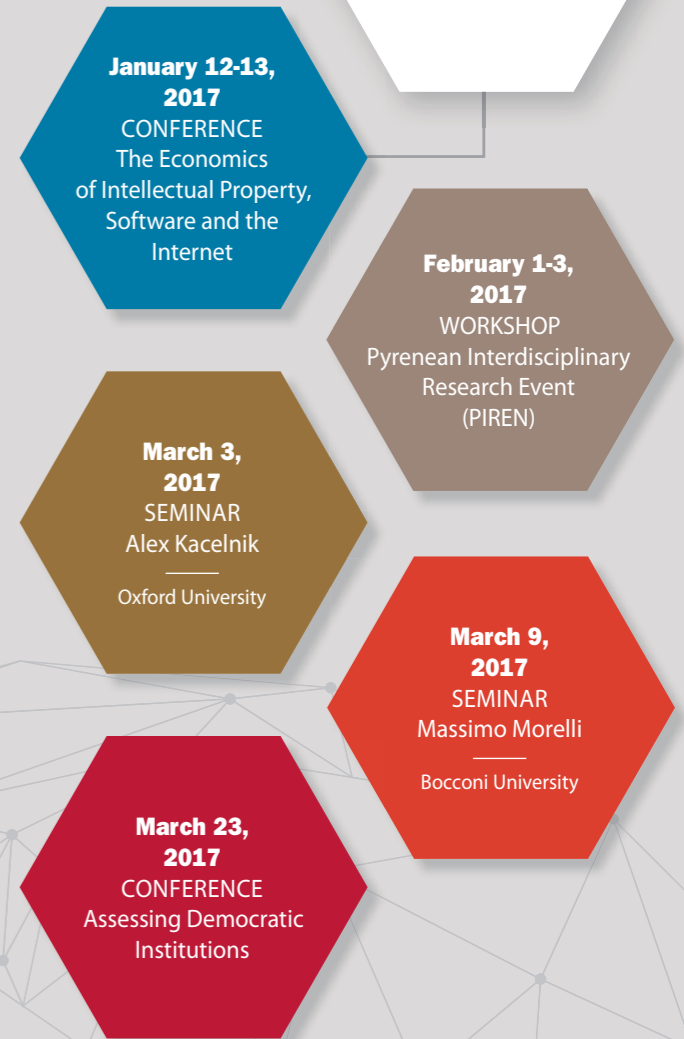 January 12-13,
2017
CONFERENCE
The Economics
of Intellectual Property,
Software and the
Internet
February 1-3,
2017
WORKSHOP
Pyrenean Interdisciplinary
Research Event
(PIREN)
March 3,
2017
SEMINAR
Alex Kacelnik
Oxford University
March 9,
2017
SEMINAR
Massimo Morelli
Bocconi University
March 23,
2017
CONFERENCE
Assessing Democratic
Institutions